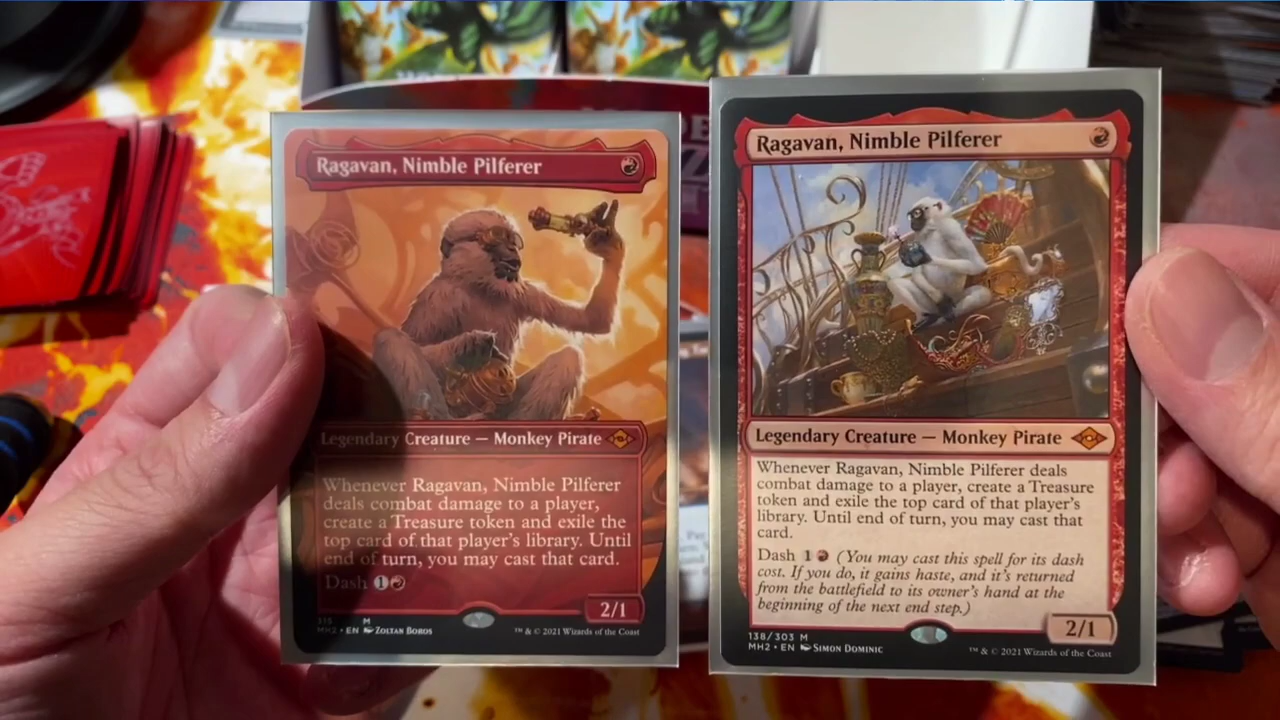 Ragavan, Nimble Pilferer
Legendary Creature — Monkey Pirate
Whenever Ragavan, Nimble Pilferer
deals combat damage to a player,
create a Treasure token and exile the
top card of that player's library. Until
end of turn, you may cast that card.
Dash 1
2/1
315 M
MH2 • EN Zoltan Boros
™ & © 2021 Wizards of the Coast
Ragavan, Nimble Pilferer
Legendary Creature — Monkey Pirate
Whenever Ragavan, Nimble Pilferer deals
combat damage to a player, create a Treasure
token and exile the top card of that player's
library. Until end of turn, you may cast that
card.
Dash 1 (You may cast this spell for its dash
cost. If you do, it gains haste, and it's returned
from the battlefield to its owner's hand at the
beginning of the next end step.)
2/1
138/303 M
MH2 • EN Simon Dominic
™ & © 2021 Wizards of the Coast